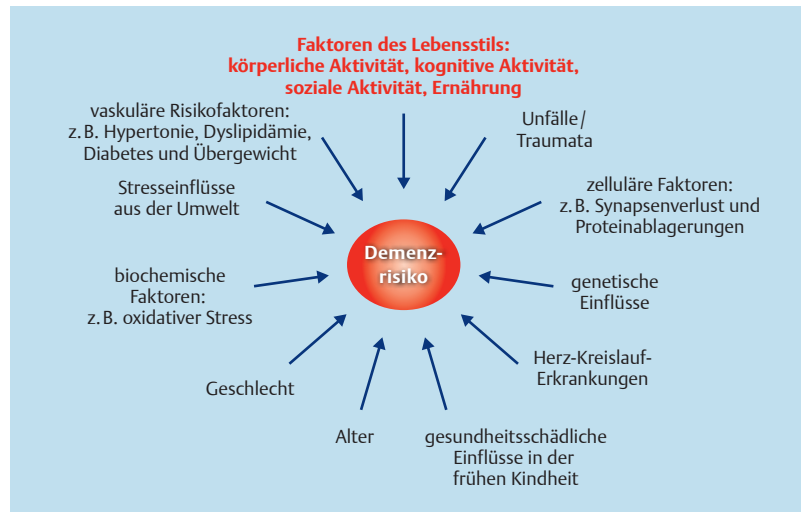 Faktoren des Lebensstils:
körperliche Aktivität, kognitive Aktivität,
soziale Aktivität, Ernährung
vaskuläre Risikofaktoren:
z. B. Hypertonie, Dyslipidämie,
Diabetes und Übergewicht
Unfälle/
Traumata
Stresseinflüsse
aus der Umwelt
zelluläre Faktoren:
z. B. Synapsenverlust und
Proteinablagerungen
Demenz-
risiko
biochemische
Faktoren:
z. B. oxidativer Stress
genetische
Einflüsse
Geschlecht
Herz-Kreislauf-
Erkrankungen
Alter
gesundheitsschädliche
Einflüsse in der
frühen Kindheit